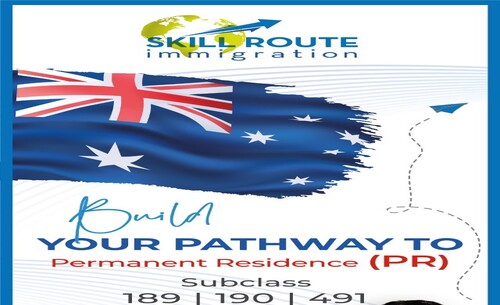 SKILL ROUTE
immigration
Build
YOUR PATHWAY TO
Permanent Residence (PR)
Subclass
189 | 190 | 491